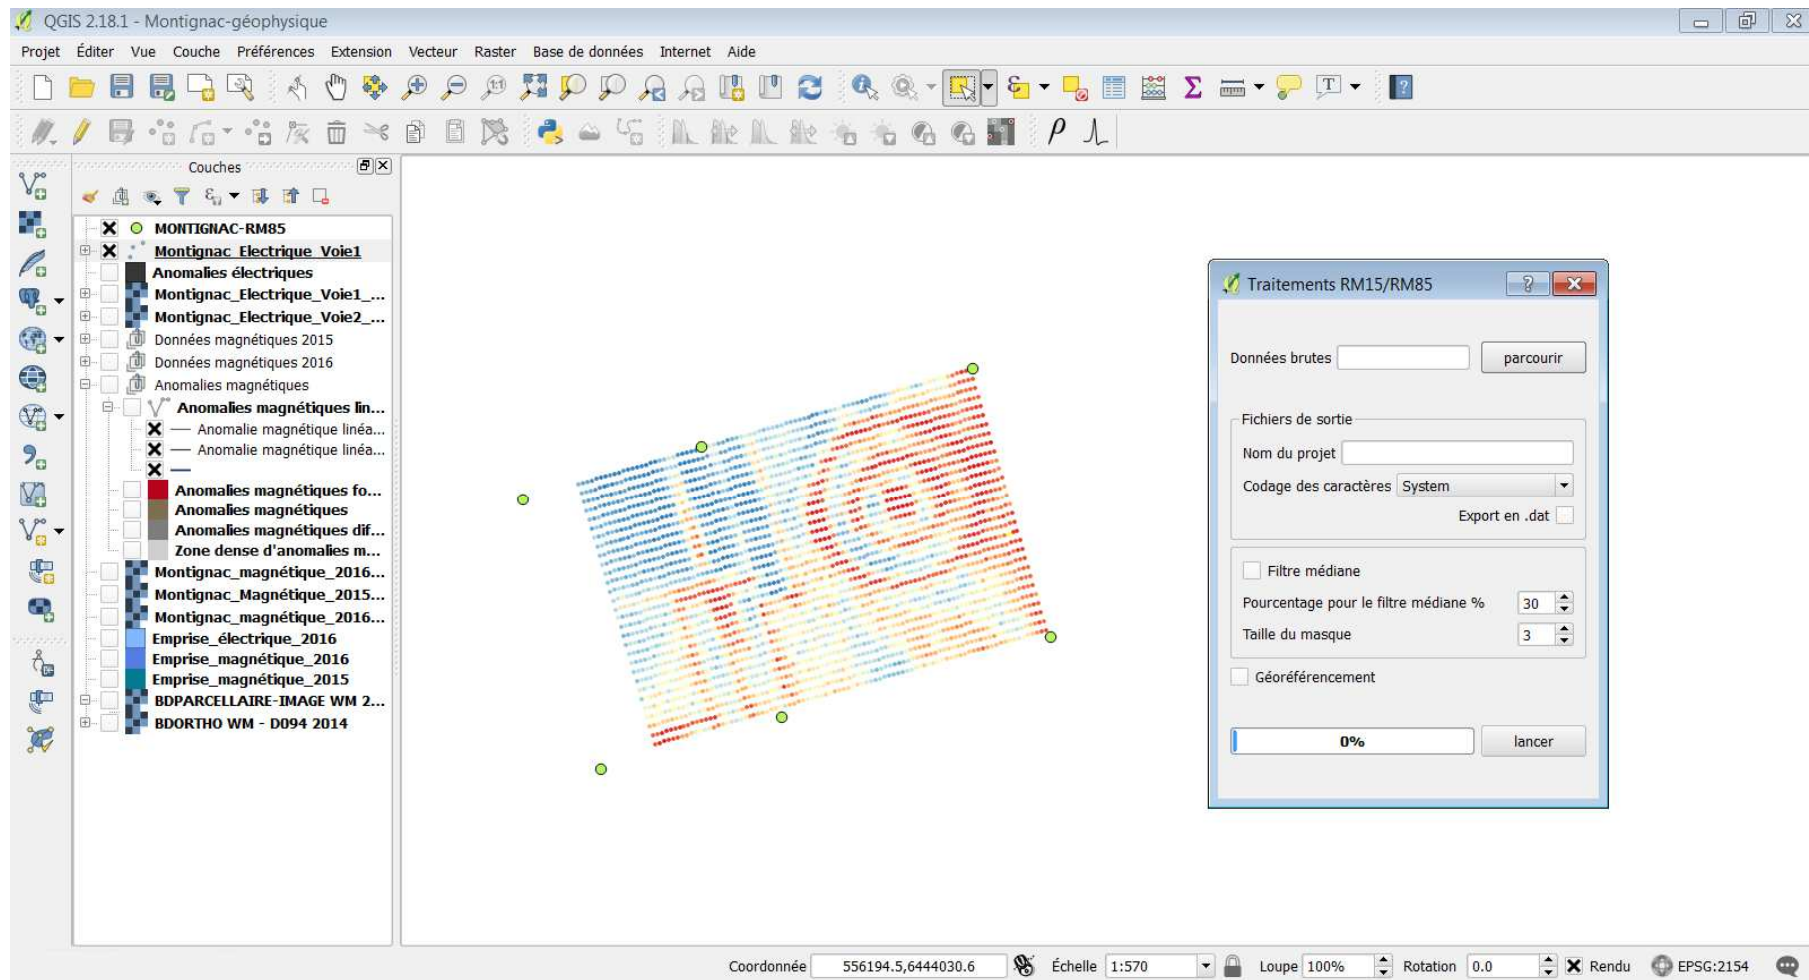 QGIS 2.18.1 - Montignac-géophysique
Projet Éditer Vue Couche Préférences Extension Vecteur Raster Base de données Internet Aide
Couches
MONTIGNAC-RM85
Montignac_Electrique_Voie1
Anomalies électriques
Montignac_Electrique_Voie1_...
Montignac_Electrique_Voie2_...
Données magnétiques 2015
Données magnétiques 2016
Anomalies magnétiques
Anomalies magnétiques lin...
Anomalie magnétique linéa...
Anomalie magnétique linéa...
Anomalies magnétiques fo...
Anomalies magnétiques
Anomalies magnétiques dif...
Zone dense d'anomalies m...
Montignac_magnétique_2016...
Montignac_Magnétique_2015...
Montignac_magnétique_2016...
Emprise_électrique_2016
Emprise_magnétique_2016
Emprise_magnétique_2015
BDPARCELLAIRE-IMAGE WM 2...
BDORTHO WM - D094 2014
Traitements RM15/RM85
Données brutes parcourir
Fichiers de sortie
Nom du projet
Codage des caractères System
Export en .dat
Filtre médiane
Pourcentage pour le filtre médiane % 30
Taille du masque 3
Géoréférencement
0% lancer
Coordonnée 556194.5,6444030.6 Échelle 1:570 Loupe 100% Rotation 0.0 Rendu EPSG:2154